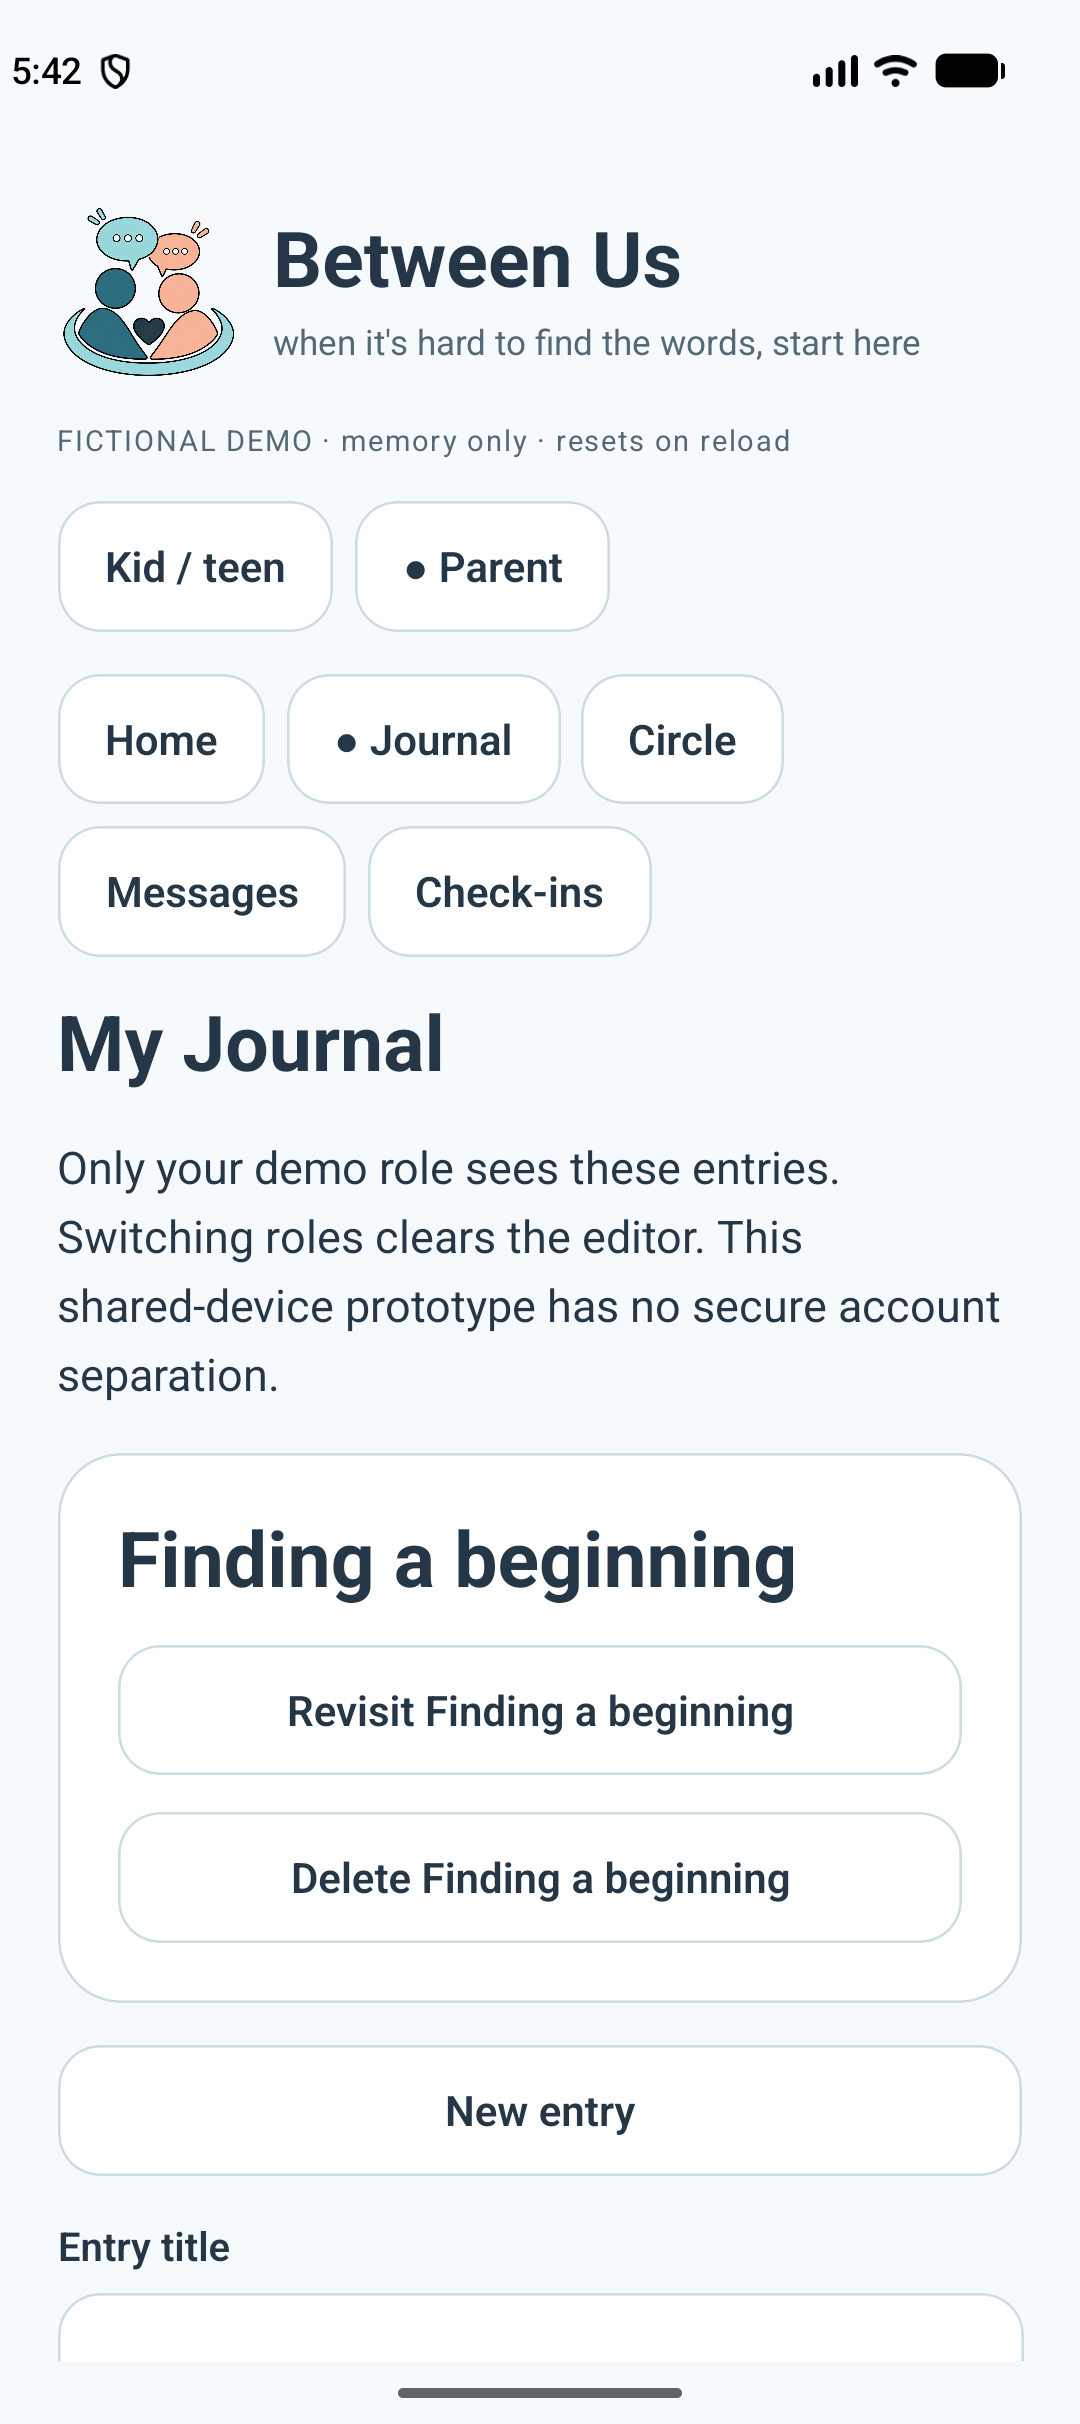 5:42
Between Us
when it's hard to find the words, start here
FICTIONAL DEMO · memory only · resets on reload
Kid / teen
● Parent
Home
● Journal
Circle
Messages
Check-ins
My Journal
Only your demo role sees these entries.
Switching roles clears the editor. This
shared-device prototype has no secure account
separation.
Finding a beginning
Revisit Finding a beginning
Delete Finding a beginning
New entry
Entry title